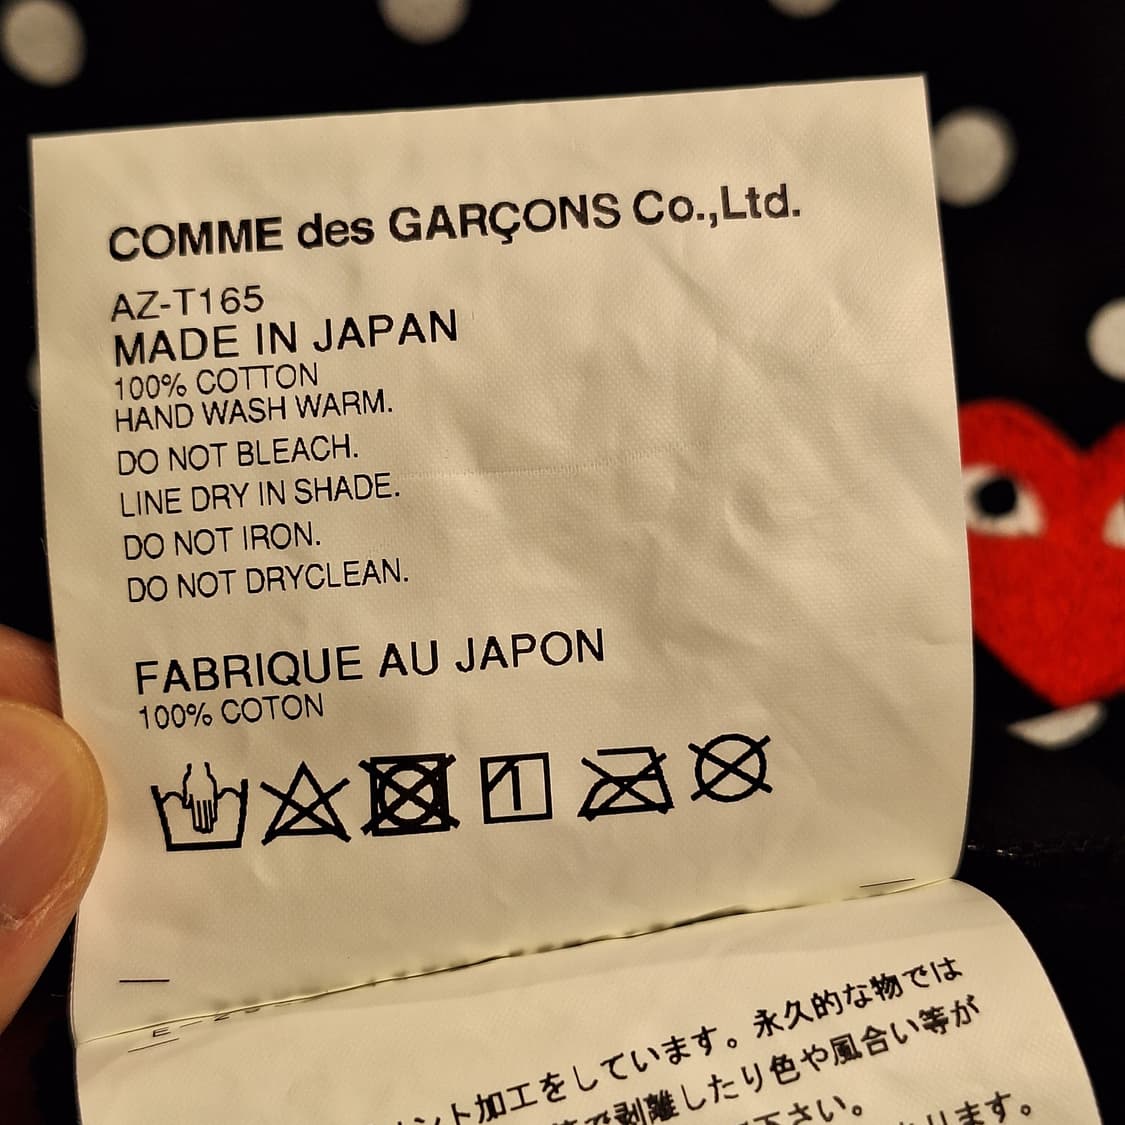 COMME des GARÇONS Co.,Ltd.
AZ-T165
MADE IN JAPAN
100% COTTON
HAND WASH WARM.
DO NOT BLEACH.
LINE DRY IN SHADE.
DO NOT IRON.
DO NOT DRYCLEAN.
FABRIQUE AU JAPON
100% COTON
ント加工をしています。永久的な物では
で剥離したり色や風合い等が
下さい。
ります。